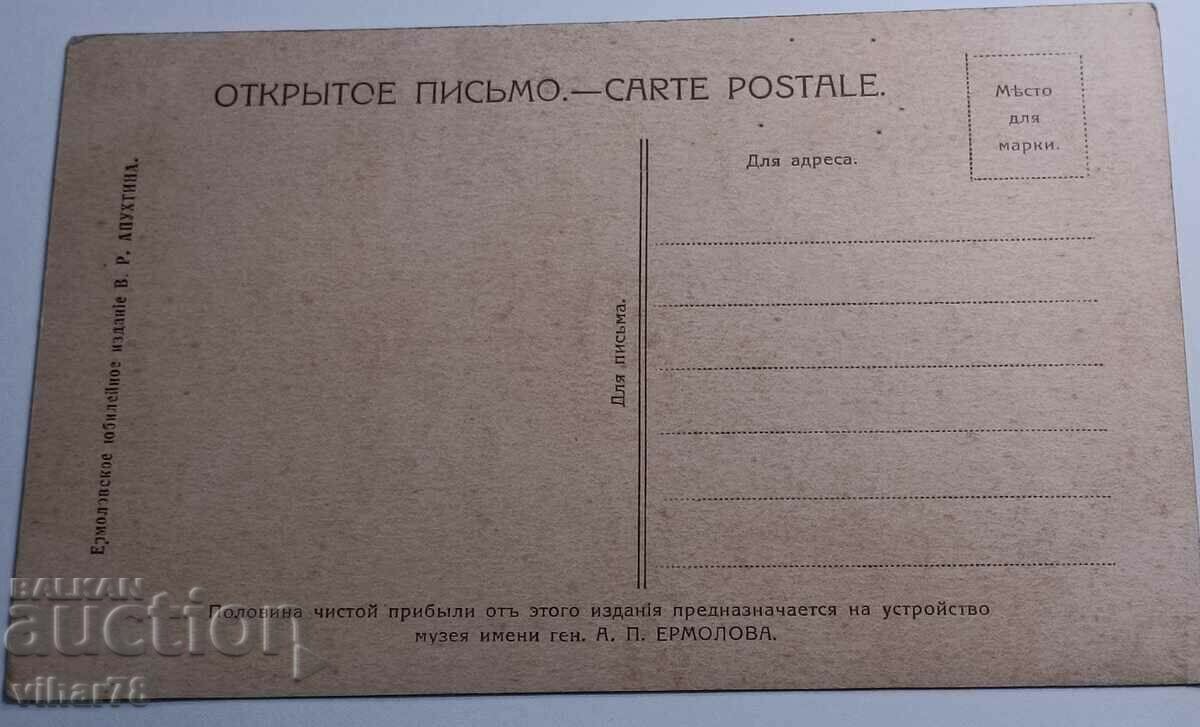 ОТКРЫТОЕ ПИСЬМО.—CARTE POSTALE.
Мѣсто
для
марки.
Для адреса.
Ермоловское юбилейное изданіе В. Р. АПУХТИНА.
Для письма.
Половина чистой прибыли отъ этого изданія предназначается на устройство
музея имени ген. А. П. ЕРМОЛОВА.
BALKAN
auction
vihar78